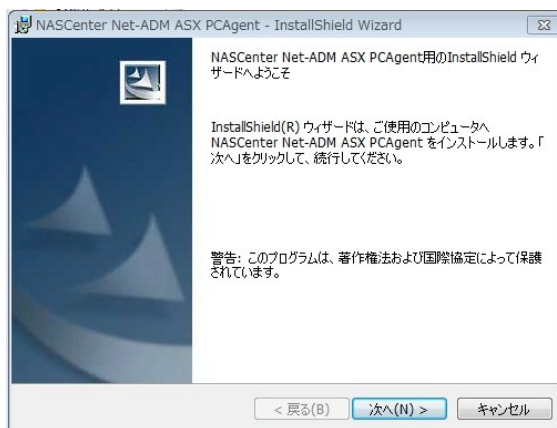 NASCenter Net-ADM ASX PCAgent - InstallShield Wizard
NASCenter Net-ADM ASX PCAgent用のInstallShield ウィ
ザードへようこそ
InstallShield(R) ウィザードは、ご使用のコンピュータへ
NASCenter Net-ADM ASX PCAgent をインストールします。「
次へ」をクリックして、続行してください。
警告: このプログラムは、著作権法および国際協定によって保護
されています。
< 戻る(B)
次へ(N) >
キャンセル